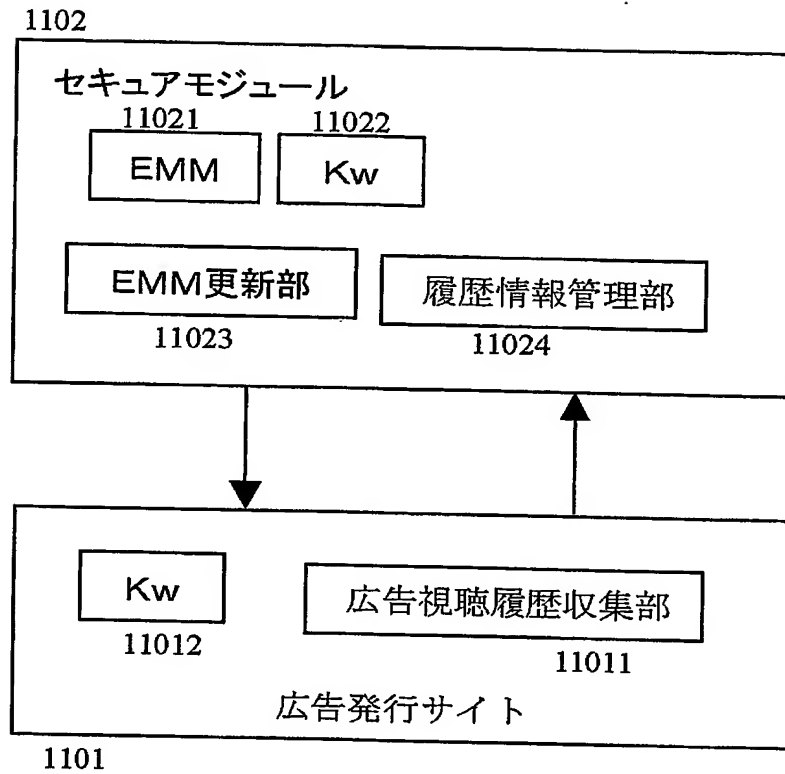 1102
セキュアモジュール
11021
11022
EMM
Kw
EMM更新部
履歴情報管理部
11023
11024
Kw
広告視聴履歴収集部
11012
11011
広告発行サイト
1101